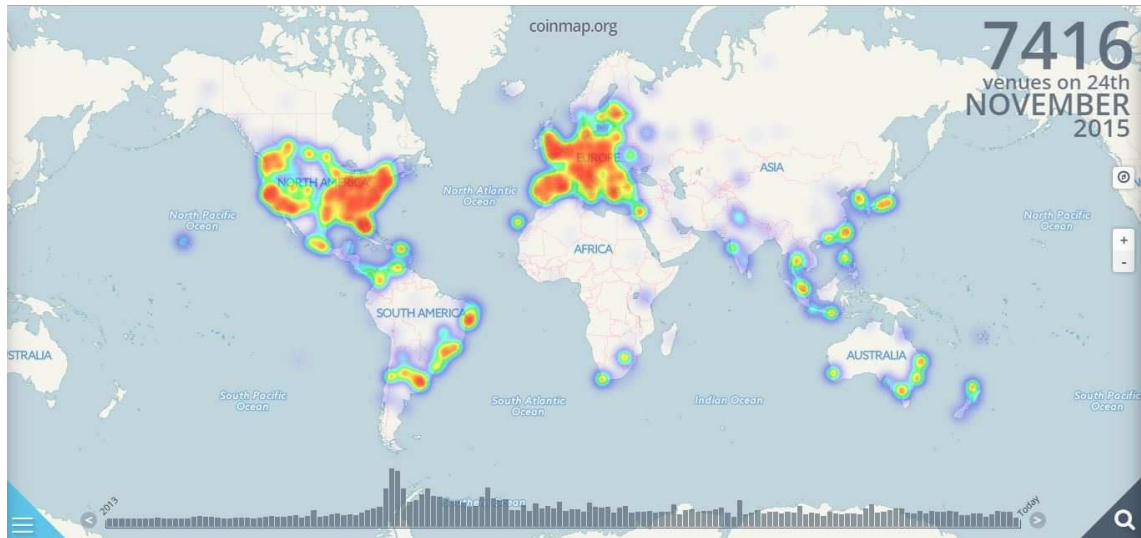 coinmap.org
7416
venues on 24th
NOVEMBER
2015
EUROPE
ASIA
NORTH AMERICA
North Atlantic
Ocean
North Pacific
Ocean
North Pacific
Ocean
+
-
AFRICA
SOUTH AMERICA
STRALIA
AUSTRALIA
South Pacific
Ocean
South Atlantic
Ocean
Indian Ocean
South Pacific
Ocean
2013
Today
<
>